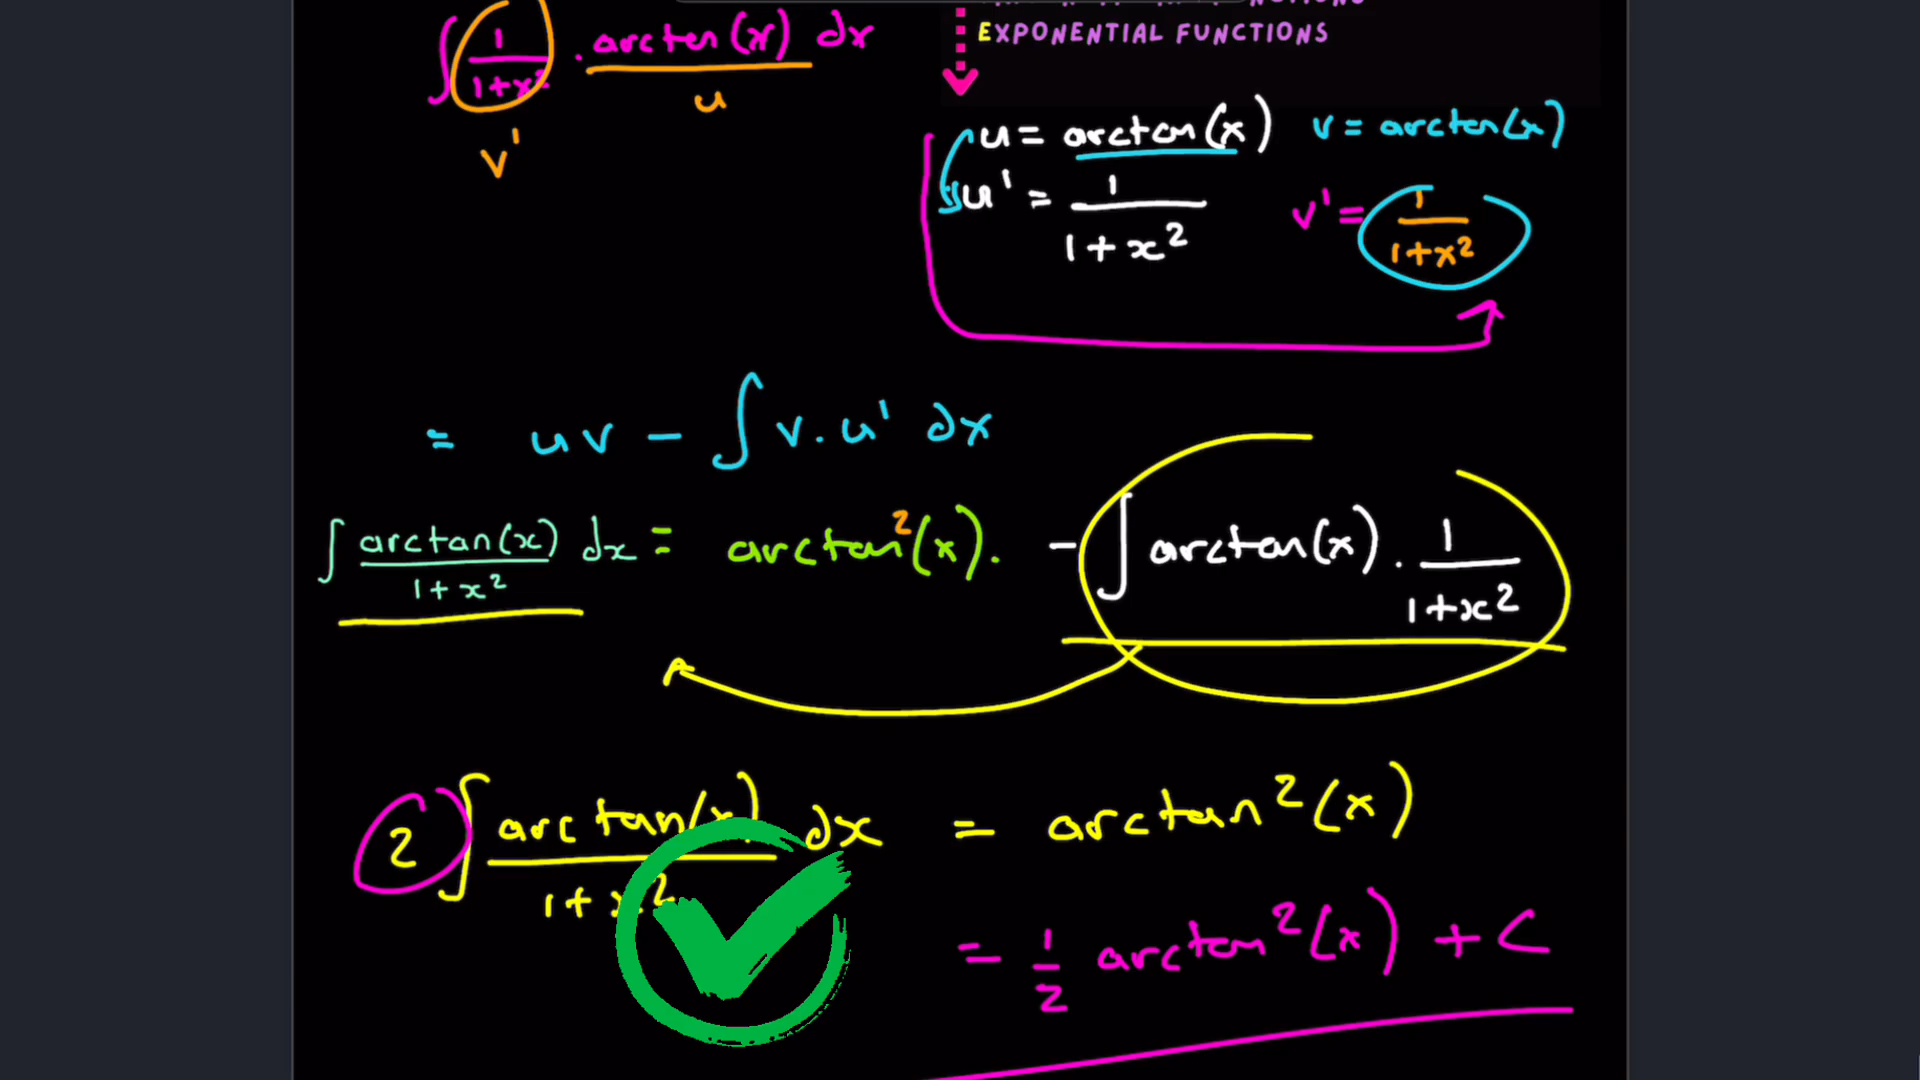 EXPONENTIAL FUNCTIONS
∫ 1/(1+x²) · arctan(x) dx
v' u
u = arctan(x) v = arctan(x)
u' = 1/(1+x²) v' = 1/(1+x²)
= uv − ∫ v. u' dx
∫ arctan(x)/(1+x²) dx = arctan²(x). − ∫ arctan(x) . 1/(1+x²)
2 ∫ arctan(x)/(1+x²) dx = arctan²(x)
= 1/2 arctan²(x) + C